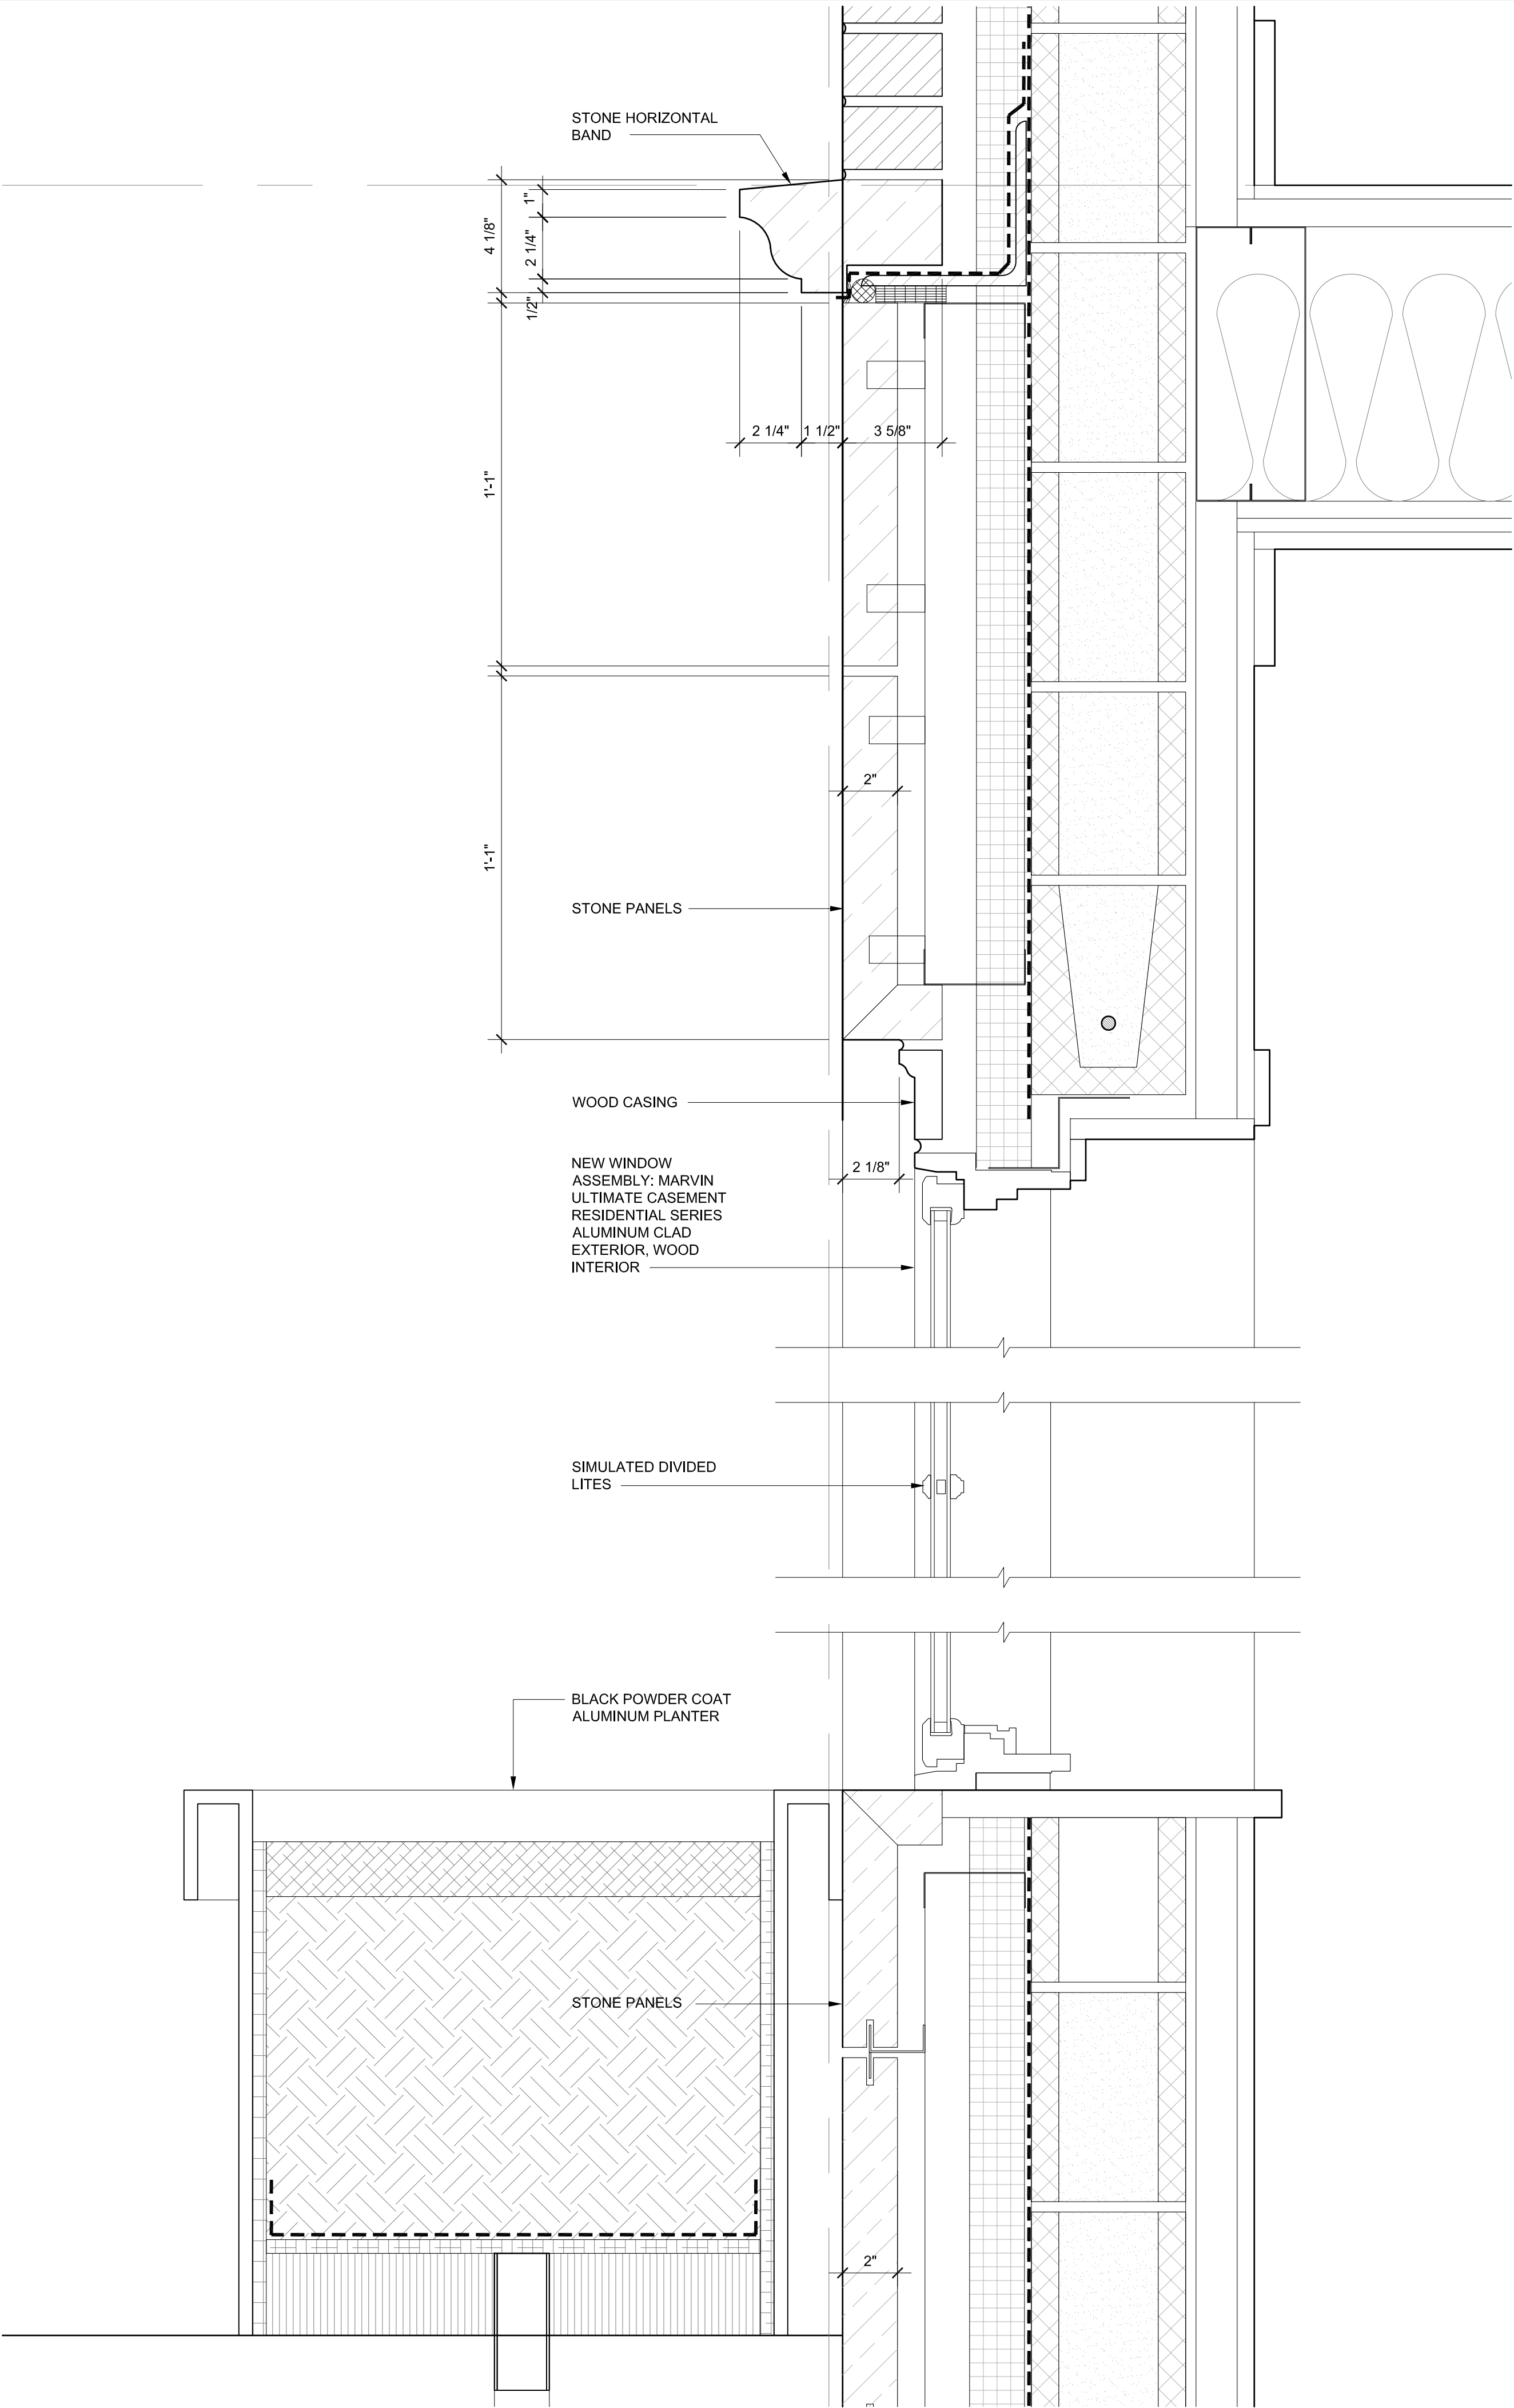 STONE HORIZONTAL
BAND
4 1/8"
1"
2 1/4"
1/2"
2 1/4"
1 1/2"
3 5/8"
1'-1"
2"
1'-1"
STONE PANELS
WOOD CASING
NEW WINDOW
ASSEMBLY: MARVIN
ULTIMATE CASEMENT
RESIDENTIAL SERIES
ALUMINUM CLAD
EXTERIOR, WOOD
INTERIOR
2 1/8"
SIMULATED DIVIDED
LITES
BLACK POWDER COAT
ALUMINUM PLANTER
STONE PANELS
2"